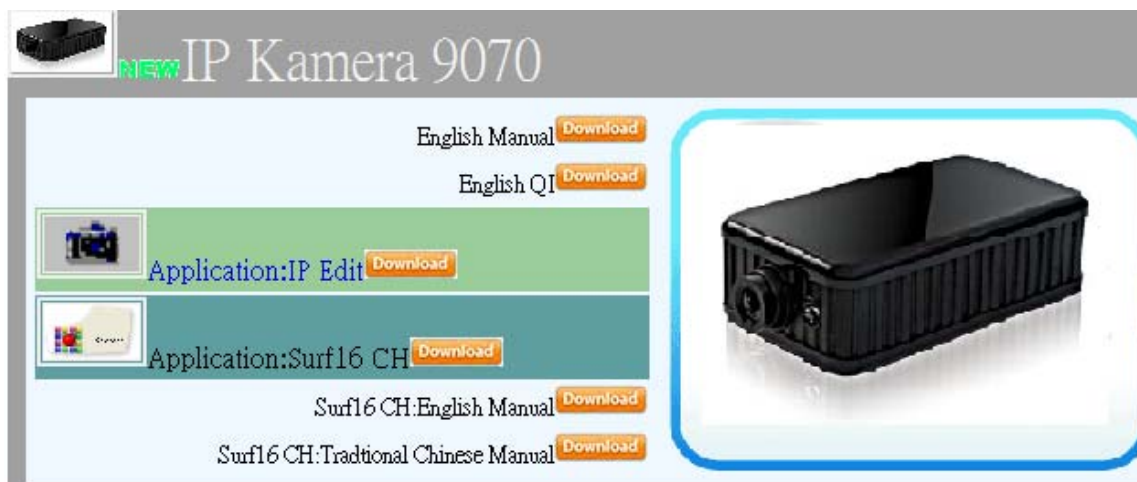 NEW IP Kamera 9070
English Manual Download
English QI Download
Application:IP Edit Download
Application:Surf16 CH Download
Surf16 CH:English Manual Download
Surf16 CH:Tradtional Chinese Manual Download